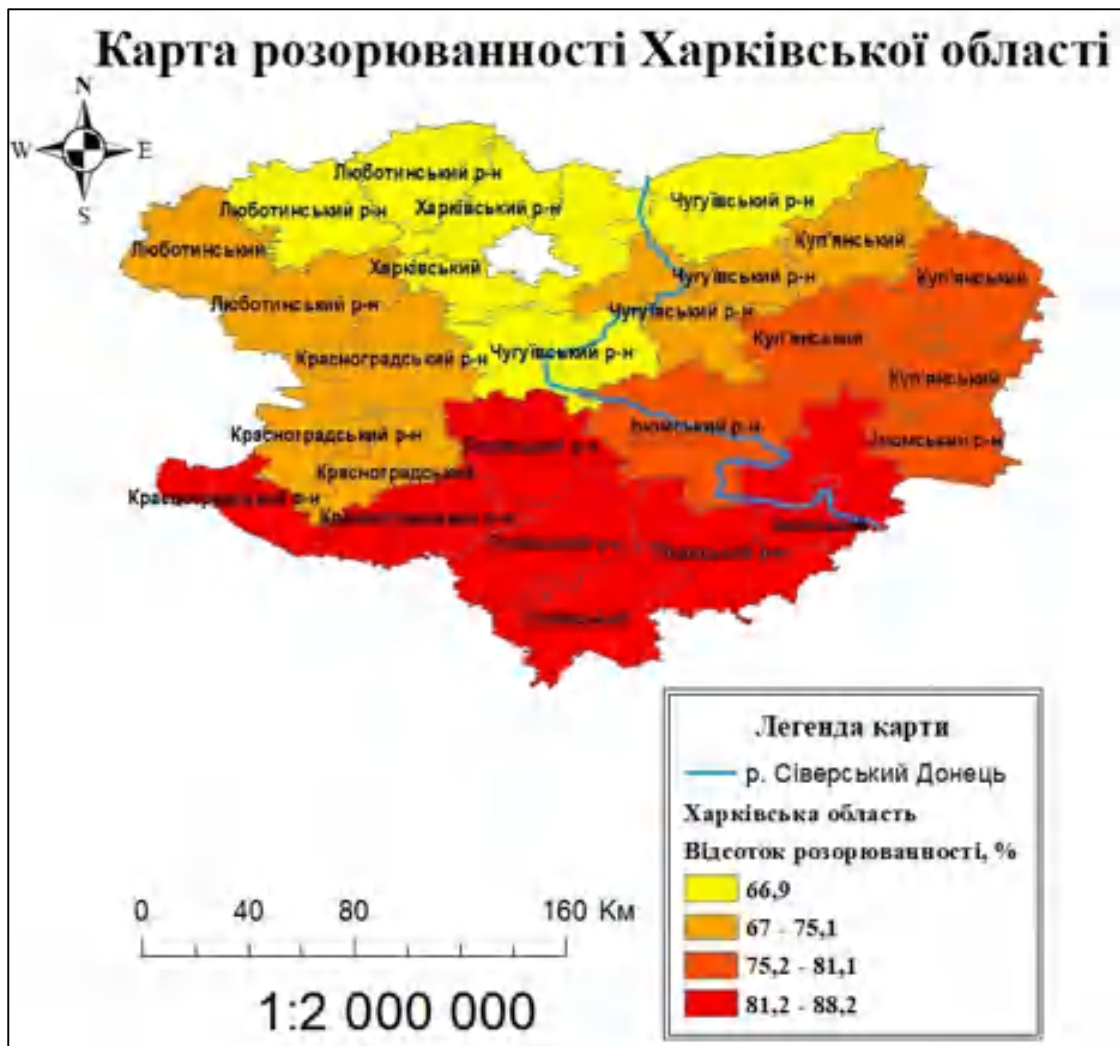 Карта розорюванності Харківської області
N
W E
S
Люботинський р-н
Люботинський р-н
Харківський р-н
Чугуївський р-н
Люботинський
Харківський
Куп'янський
Чугуївський р-н
Куп'янський
Люботинський р-н
Чугуївський р-н
Куп'янський
Красноградський р-н
Чугуївський р-н
Куп'янський
Красноградський р-н
Ізюмський р-н
Ізюмський р-н
Красноградський
Красноградський р-н
Красноградський р-н
Легенда карти
р. Сіверський Донець
Харківська область
Відсоток розорюванності, %
66,9
67 - 75,1
75,2 - 81,1
81,2 - 88,2
0 40 80 160 Км
1:2 000 000